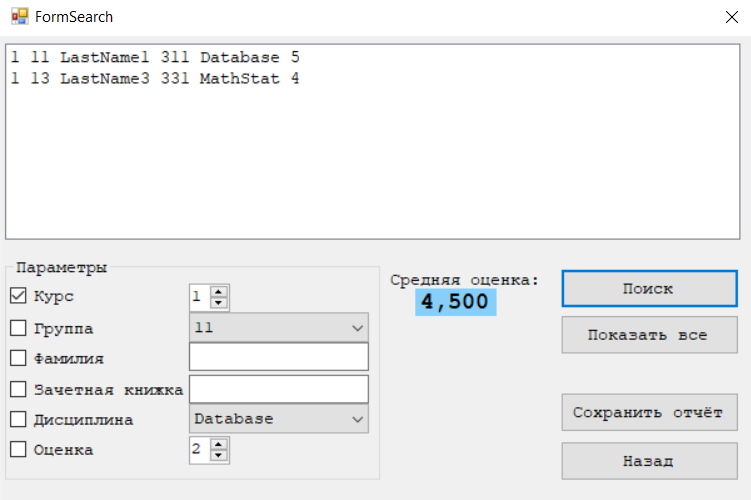 FormSearch
1 11 LastName1 311 Database 5
1 13 LastName3 331 MathStat 4
Параметры
Курс 1
Группа 11
Фамилия
Зачетная книжка
Дисциплина Database
Оценка 2
Средняя оценка:
4,500
Поиск
Показать все
Сохранить отчёт
Назад